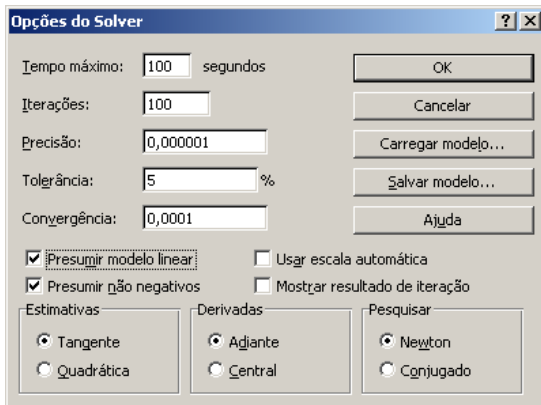 Opções do Solver
Tempo máximo: 100 segundos
OK
Iterações: 100
Cancelar
Precisão: 0,000001
Carregar modelo...
Tolerância: 5 %
Salvar modelo...
Convergência: 0,0001
Ajuda
Presumir modelo linear
Usar escala automática
Presumir não negativos
Mostrar resultado de iteração
Estimativas
Tangente
Quadrática
Derivadas
Adiante
Central
Pesquisar
Newton
Conjugado